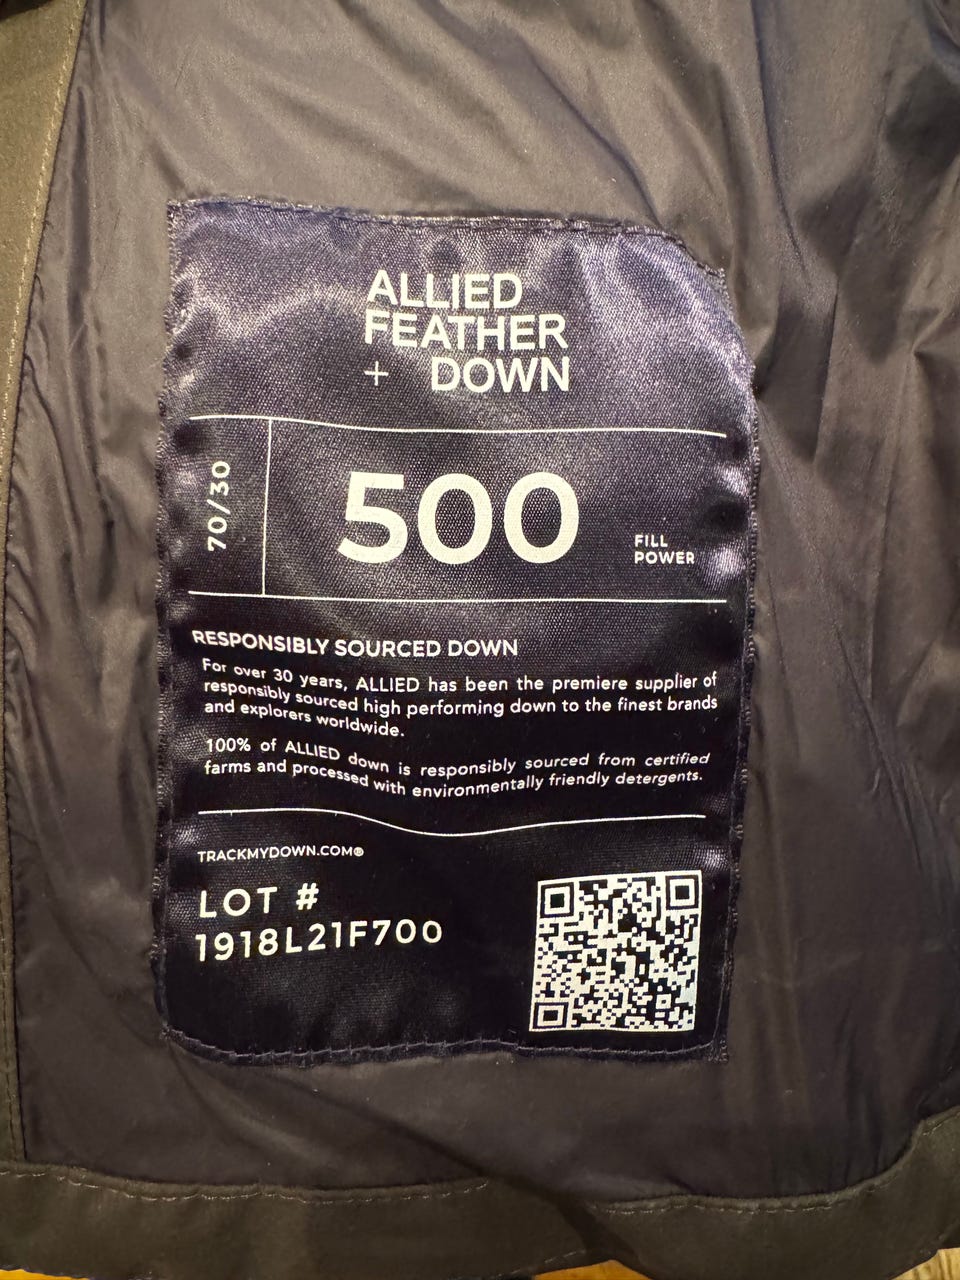 ALLIED
FEATHER
+ DOWN
70/30
500
FILL
POWER
RESPONSIBLY SOURCED DOWN
For over 30 years, ALLIED has been the premiere supplier of
responsibly sourced high performing down to the finest brands
and explorers worldwide.
100% of ALLIED down is responsibly sourced from certified
farms and processed with environmentally friendly detergents.
TRACKMYDOWN.COM®
LOT #
1918L21F700